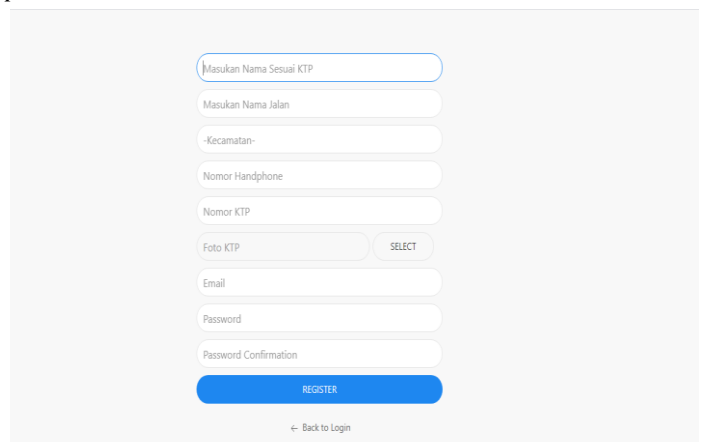 Masukan Nama Sesuai KTP
Masukan Nama Jalan
-Kecamatan-
Nomor Handphone
Nomor KTP
Foto KTP SELECT
Email
Password
Password Confirmation
REGISTER
← Back to Login